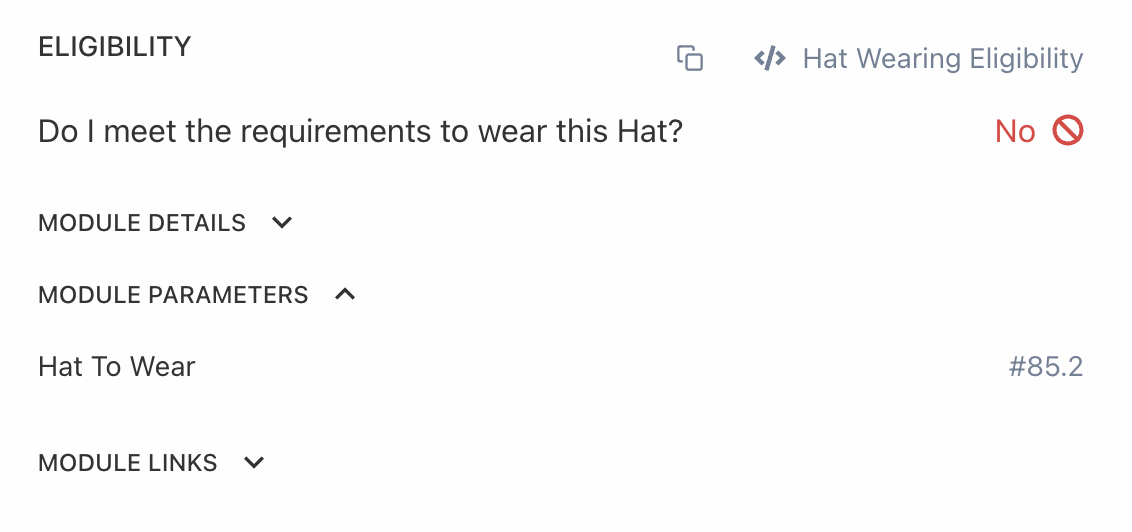 ELIGIBILITY
</> Hat Wearing Eligibility
Do I meet the requirements to wear this Hat? No
MODULE DETAILS
MODULE PARAMETERS
Hat To Wear #85.2
MODULE LINKS